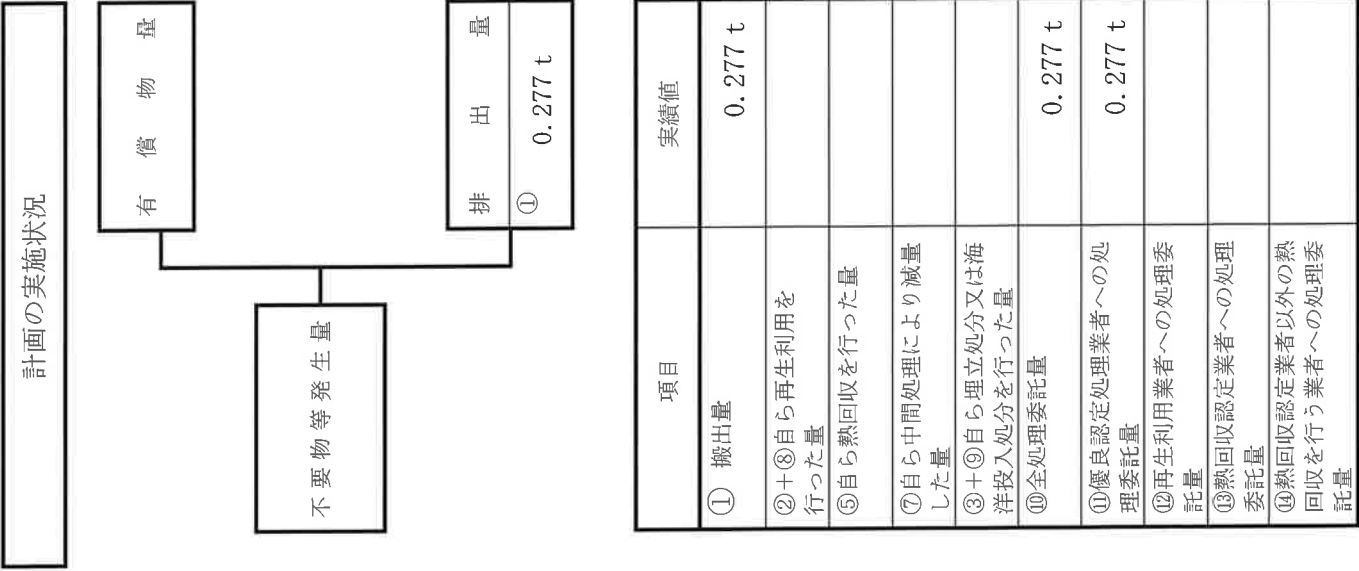 計画の実施状況
有償物量
不要物等発生量
排出量
①
0.277 t
項目
実績値
① 搬出量
0.277 t
②+⑧自ら再生利用を
行った量
⑤自ら熱回収を行った量
⑦自ら中間処理により減量
した量
③+⑨自ら埋立処分又は海
洋投入処分を行った量
⑩全処理委託量
0.277 t
⑪優良認定処理業者への処
理委託量
0.277 t
⑫再生利用業者への処理委
託量
⑬熱回収認定業者への処理
委託量
⑭熱回収認定業者以外の熱
回収を行う業者への処理委
託量